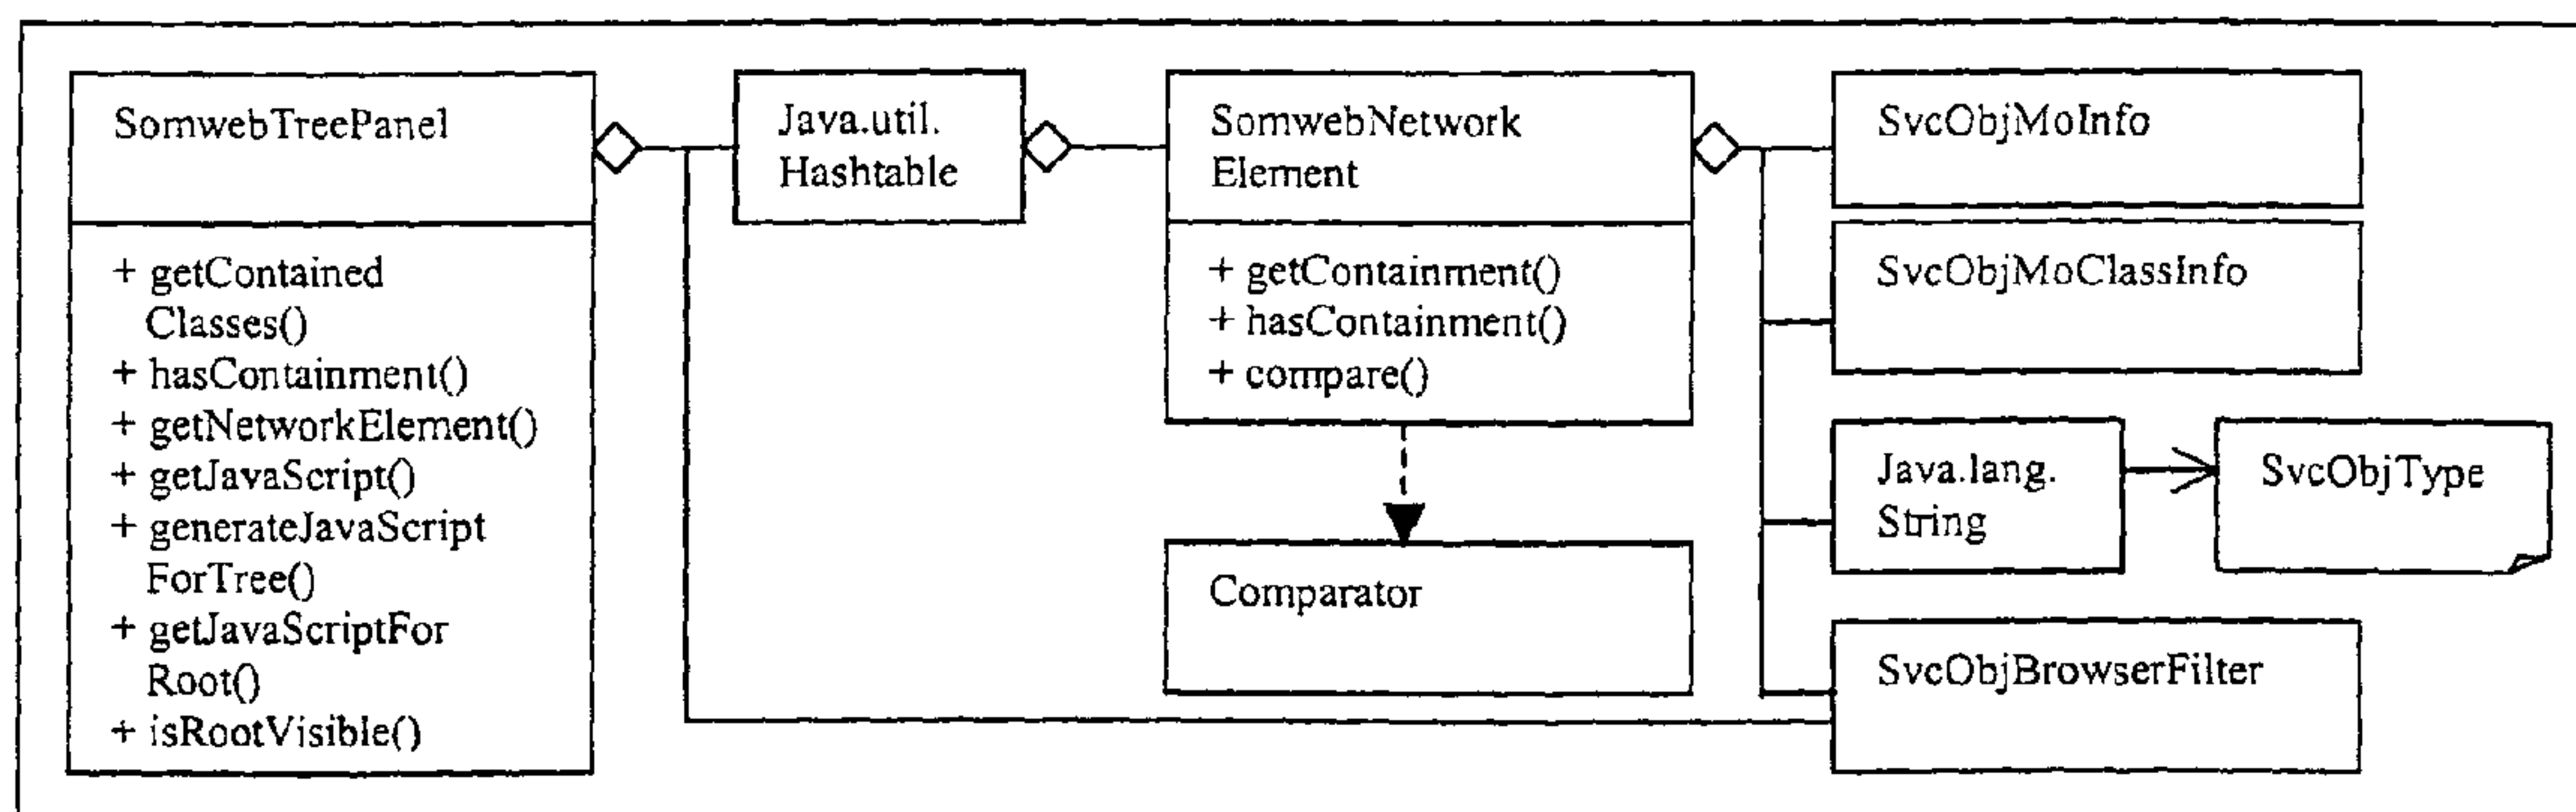 SomwebTreePanel
+ getContained
Classes()
+ hasContainment()
+ getNetworkElement()
+ getJavaScript()
+ generateJavaScript
ForTree()
+ getJavaScriptFor
Root()
+ isRootVisible()
Java.util.
Hashtable
SomwebNetwork
Element
+ getContainment()
+ hasContainment()
+ compare()
Comparator
SvcObjMoInfo
SvcObjMoClassInfo
Java.lang.
String
SvcObjType
SvcObjBrowserFilter